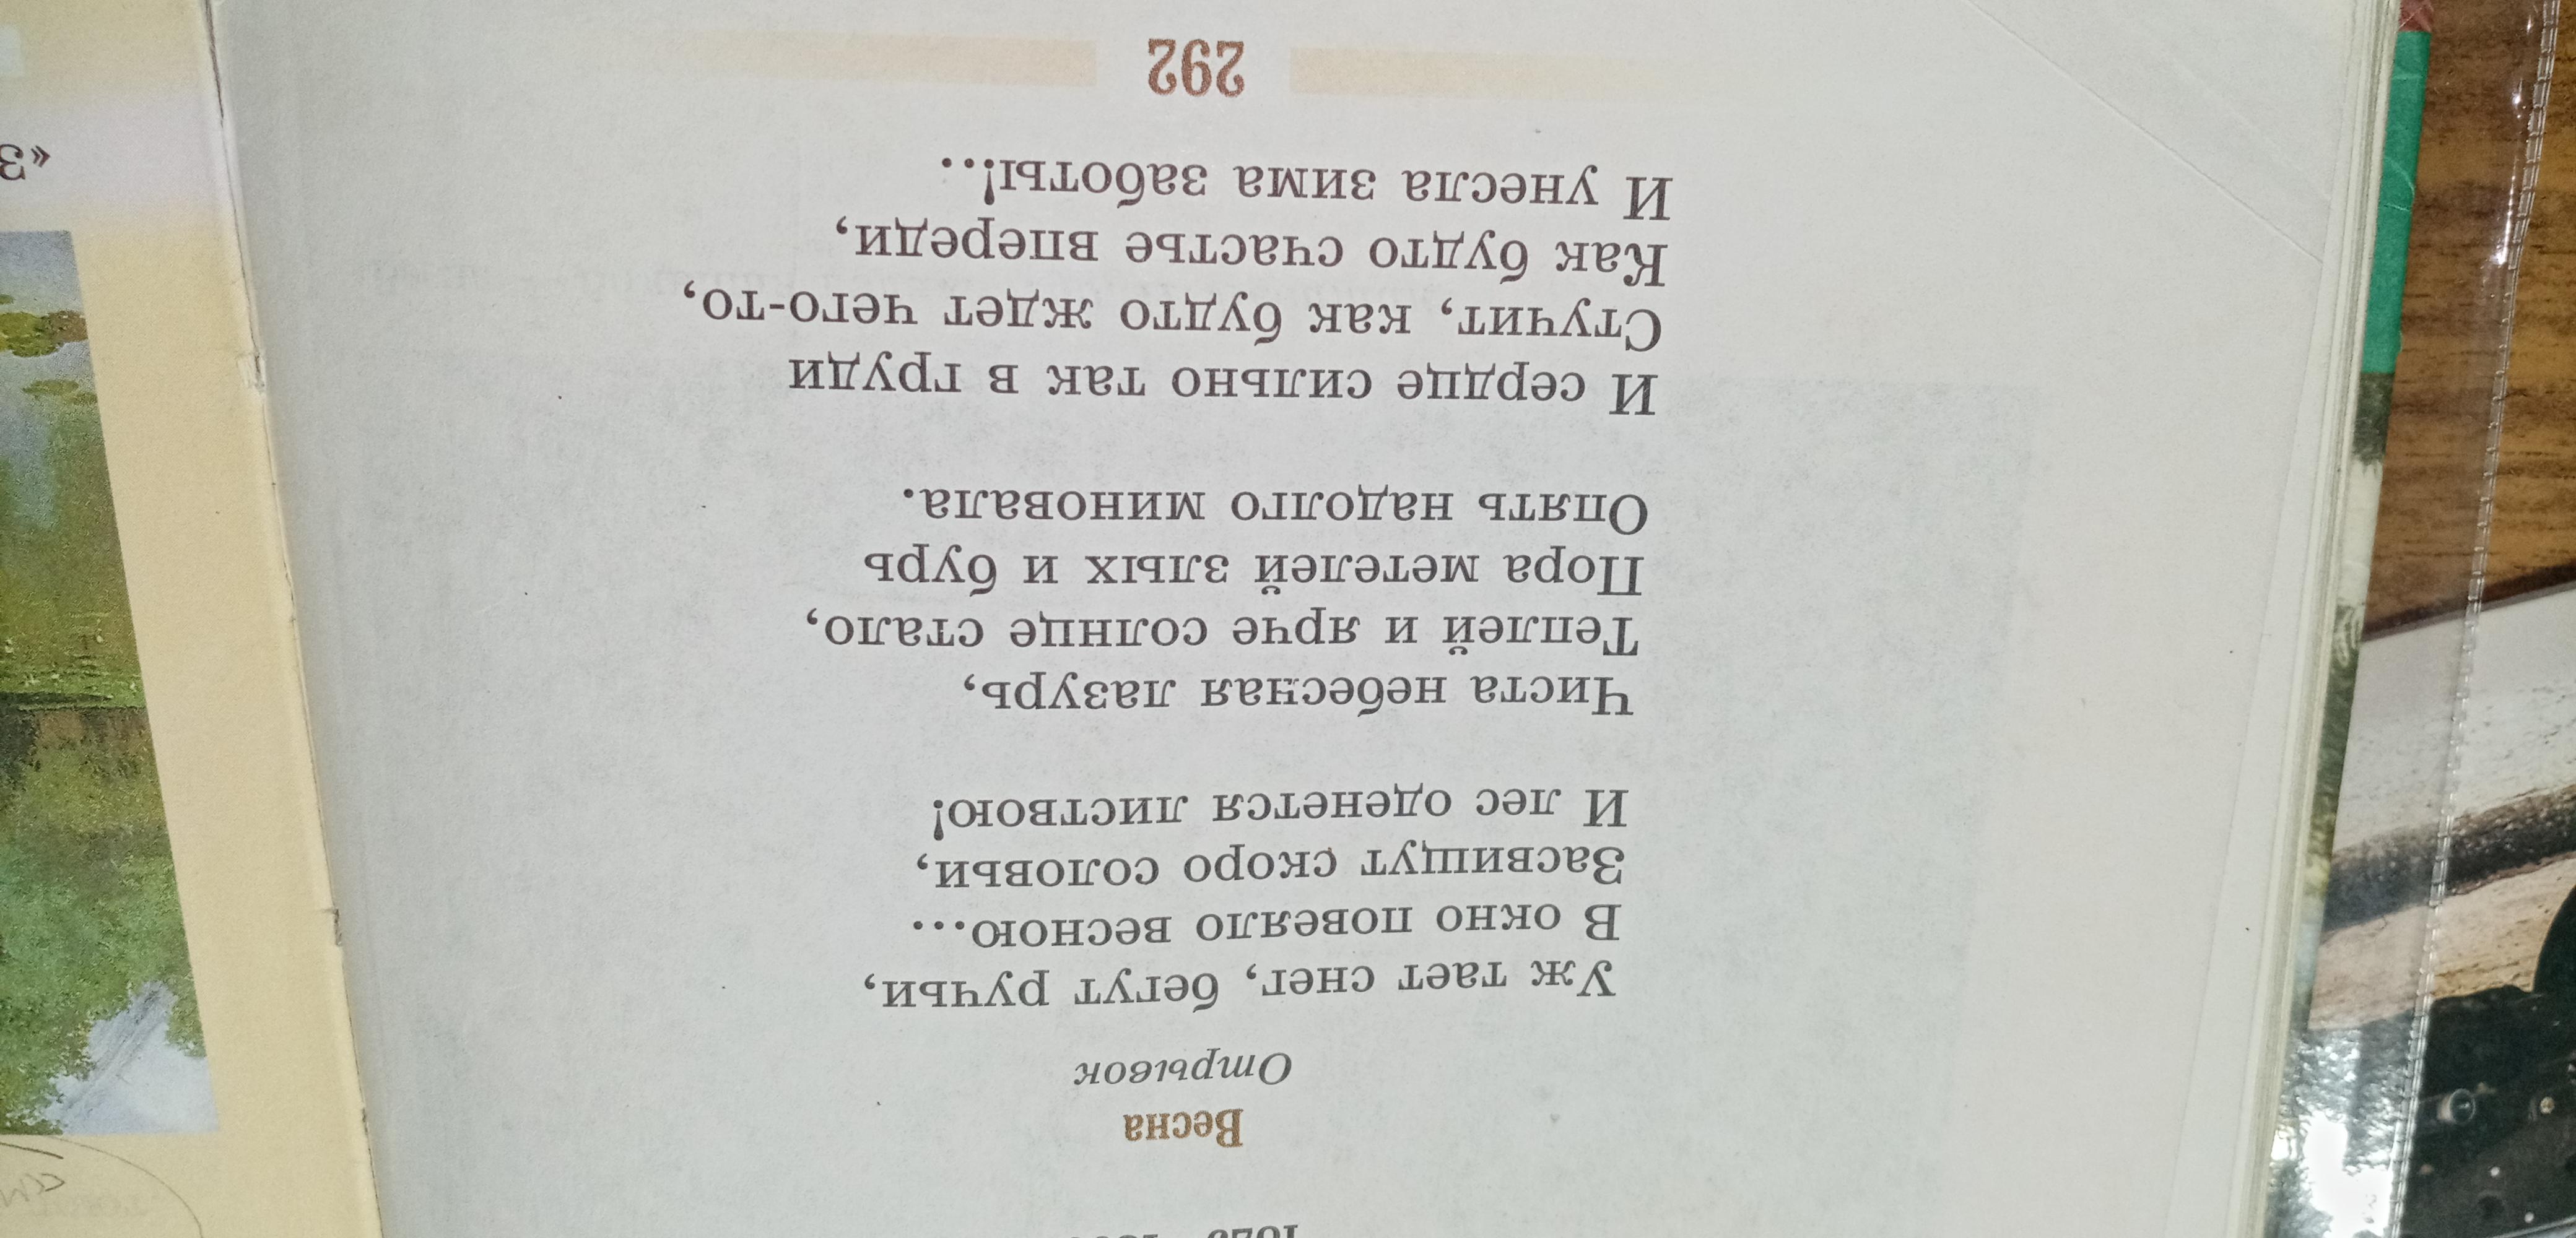 Весна
Отрывок
Уж тает снег, бегут ручьи,
В окно повеяло весною...
Засвищут скоро соловьи,
И лес оденется листвою!
Чиста небесная лазурь,
Теплей и ярче солнце стало,
Пора метелей злых и бурь
Опять надолго миновала.
И сердце сильно так в груди
Стучит, как будто ждет чего-то,
Как будто счастье впереди,
И унесла зима заботы!..
292
«З